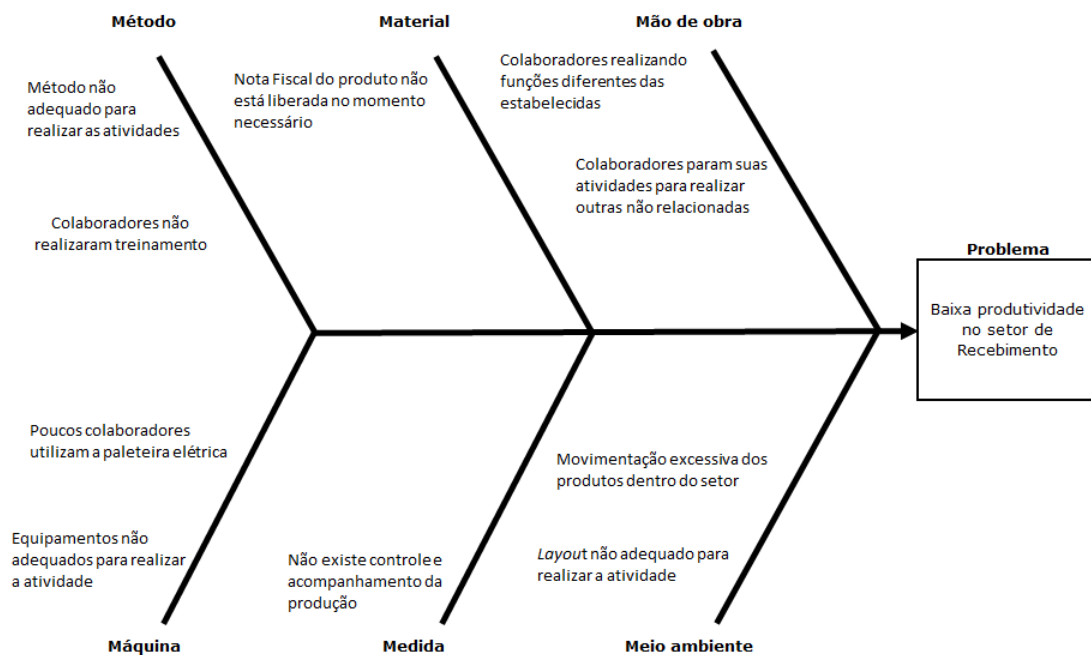 Método
Material
Mão de obra
Método não
adequado para
realizar as atividades
Colaboradores não
realizaram treinamento
Nota Fiscal do produto não
está liberada no momento
necessário
Colaboradores realizando
funções diferentes das
estabelecidas
Colaboradores param suas
atividades para realizar
outras não relacionadas
Problema
Baixa produtividade
no setor de
Recebimento
Poucos colaboradores
utilizam a paleteira elétrica
Equipamentos não
adequados para realizar
a atividade
Não existe controle e
acompanhamento da
produção
Movimentação excessiva dos
produtos dentro do setor
Layout não adequado para
realizar a atividade
Máquina
Medida
Meio ambiente